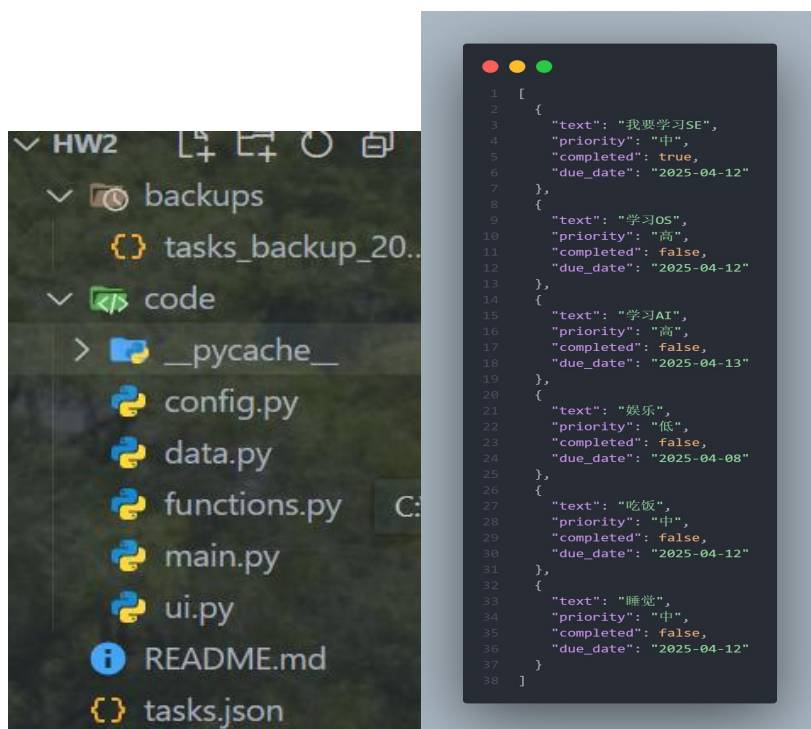 HW2
backups
tasks_backup_20..
code
__pycache__
config.py
data.py
functions.py
C:
main.py
ui.py
README.md
tasks.json
1 [
2 {
3 "text": "我要学习SE",
4 "priority": "中",
5 "completed": true,
6 "due_date": "2025-04-12"
7 },
8 {
9 "text": "学习OS",
10 "priority": "高",
11 "completed": false,
12 "due_date": "2025-04-12"
13 },
14 {
15 "text": "学习AI",
16 "priority": "高",
17 "completed": false,
18 "due_date": "2025-04-13"
19 },
20 {
21 "text": "娱乐",
22 "priority": "低",
23 "completed": false,
24 "due_date": "2025-04-08"
25 },
26 {
27 "text": "吃饭",
28 "priority": "中",
29 "completed": false,
30 "due_date": "2025-04-12"
31 },
32 {
33 "text": "睡觉",
34 "priority": "中",
35 "completed": false,
36 "due_date": "2025-04-12"
37 }
38 ]